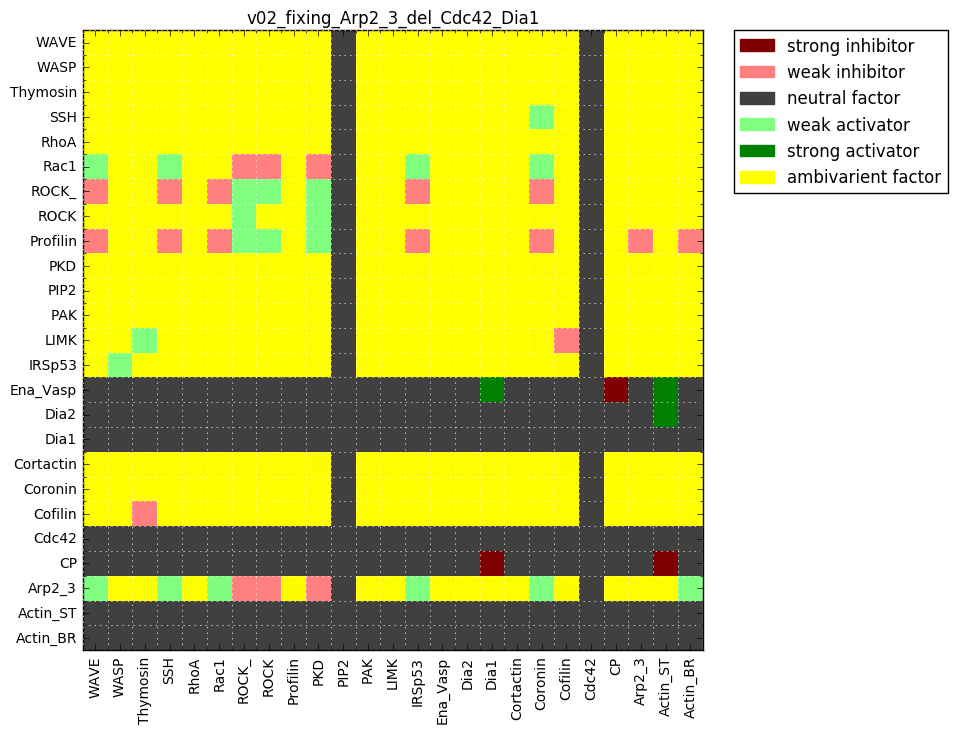 v02_fixing_Arp2_3_del_Cdc42_Dia1
WAVE
WASP
Thymosin
SSH
RhoA
Rac1
ROCK_
ROCK
Profilin
PKD
PIP2
PAK
LIMK
IRSp53
Ena_Vasp
Dia2
Dia1
Cortactin
Coronin
Cofilin
Cdc42
CP
Arp2_3
Actin_ST
Actin_BR
WAVE
WASP
Thymosin
SSH
RhoA
Rac1
ROCK_
ROCK
Profilin
PKD
PIP2
PAK
LIMK
IRSp53
Ena_Vasp
Dia2
Dia1
Cortactin
Coronin
Cofilin
Cdc42
CP
Arp2_3
Actin_ST
Actin_BR
strong inhibitor
weak inhibitor
neutral factor
weak activator
strong activator
ambivarient factor